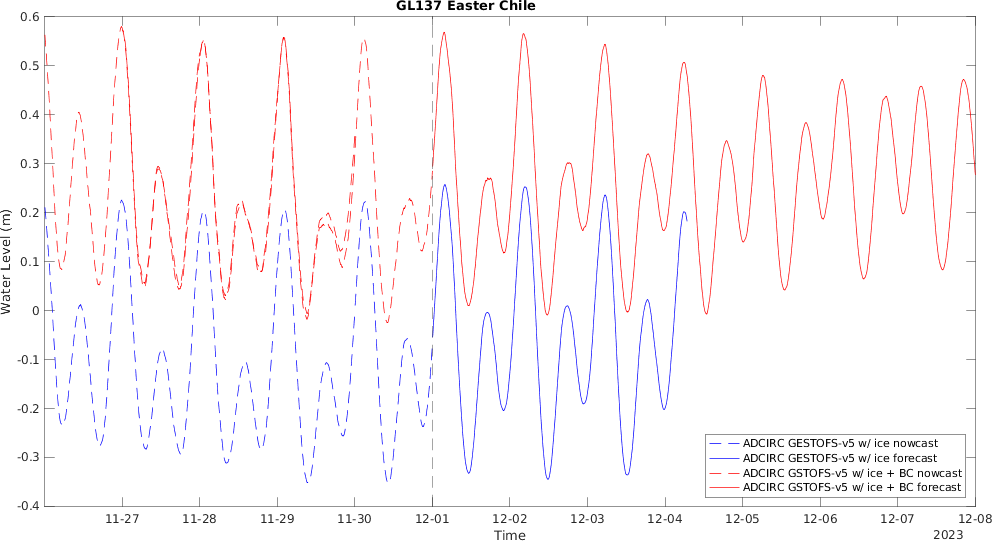 GL137 Easter Chile
0.6
0.5
0.4
0.3
0.2
0.1
0
-0.1
-0.2
-0.3
-0.4
Water Level (m)
ADCIRC GESTOFS-v5 w/ ice nowcast
ADCIRC GESTOFS-v5 w/ ice forecast
ADCIRC GSTOFS-v5 w/ ice + BC nowcast
ADCIRC GSTOFS-v5 w/ ice + BC forecast
11-27 11-28 11-29 11-30 12-01 12-02 12-03 12-04 12-05 12-06 12-07 12-08
Time
2023